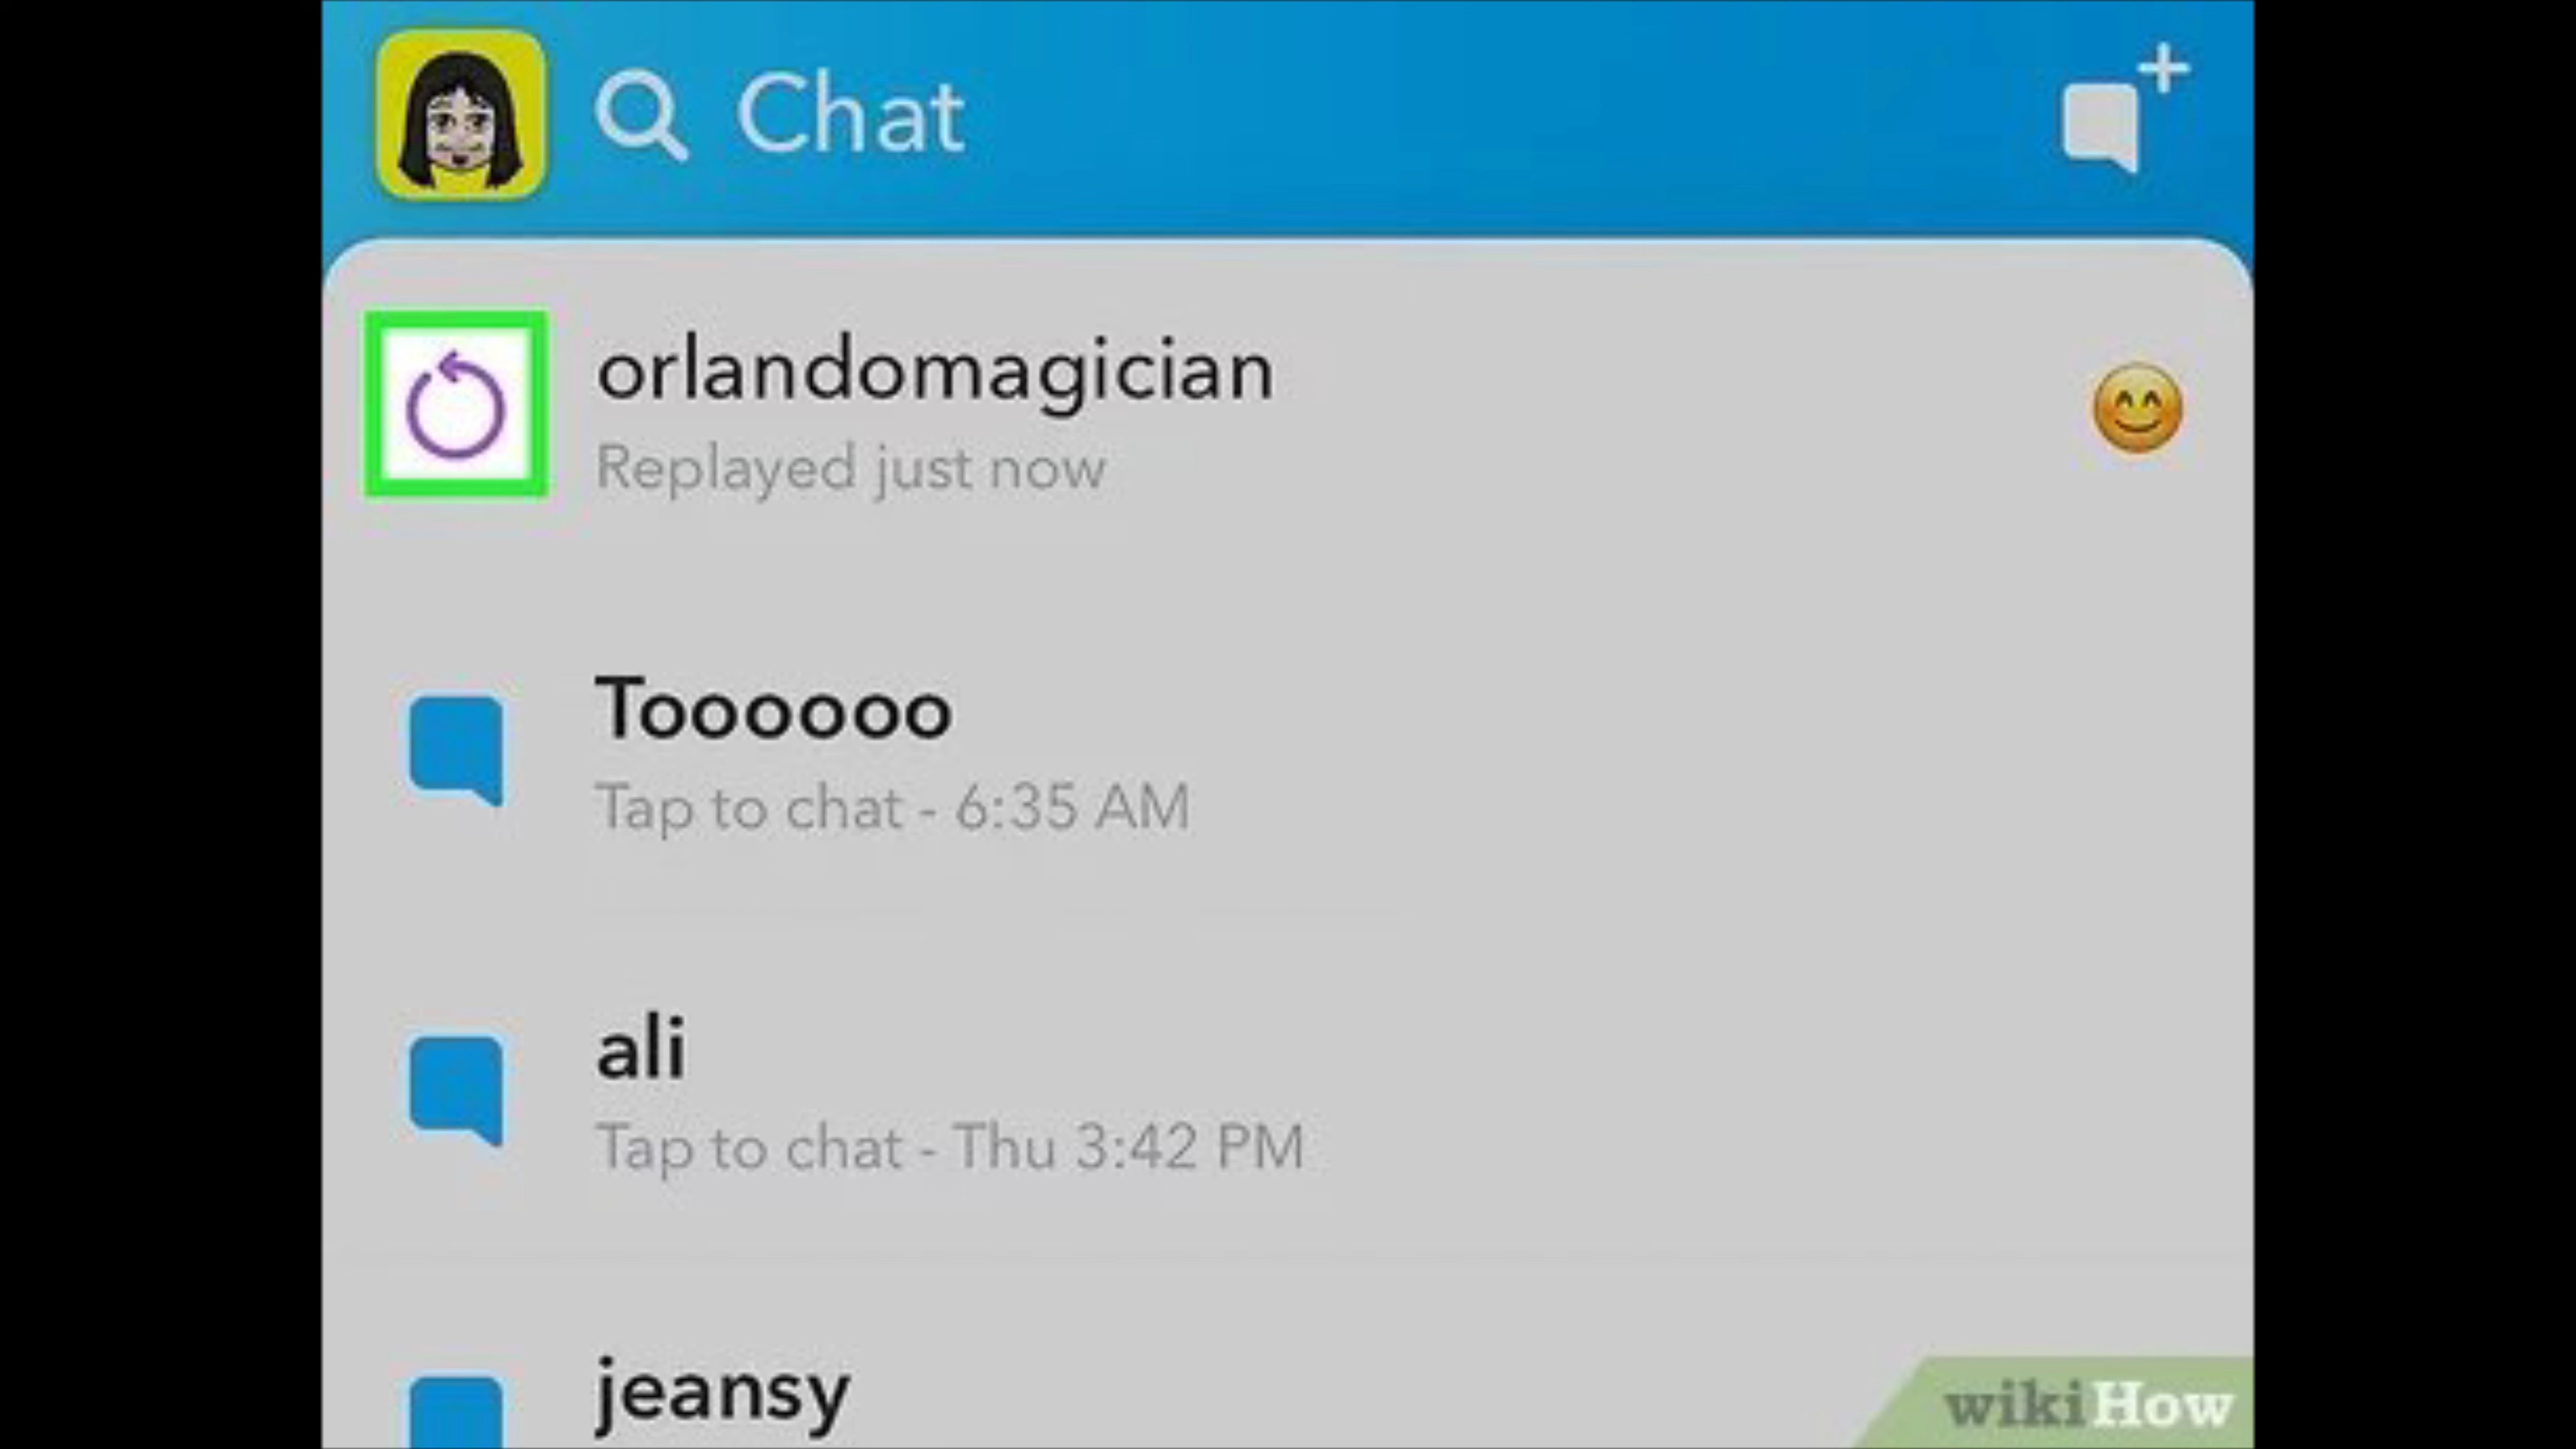 Chat
orlandomagician
Replayed just now
Toooooo
Tap to chat - 6:35 AM
ali
Tap to chat - Thu 3:42 PM
jeansy
wikiHow